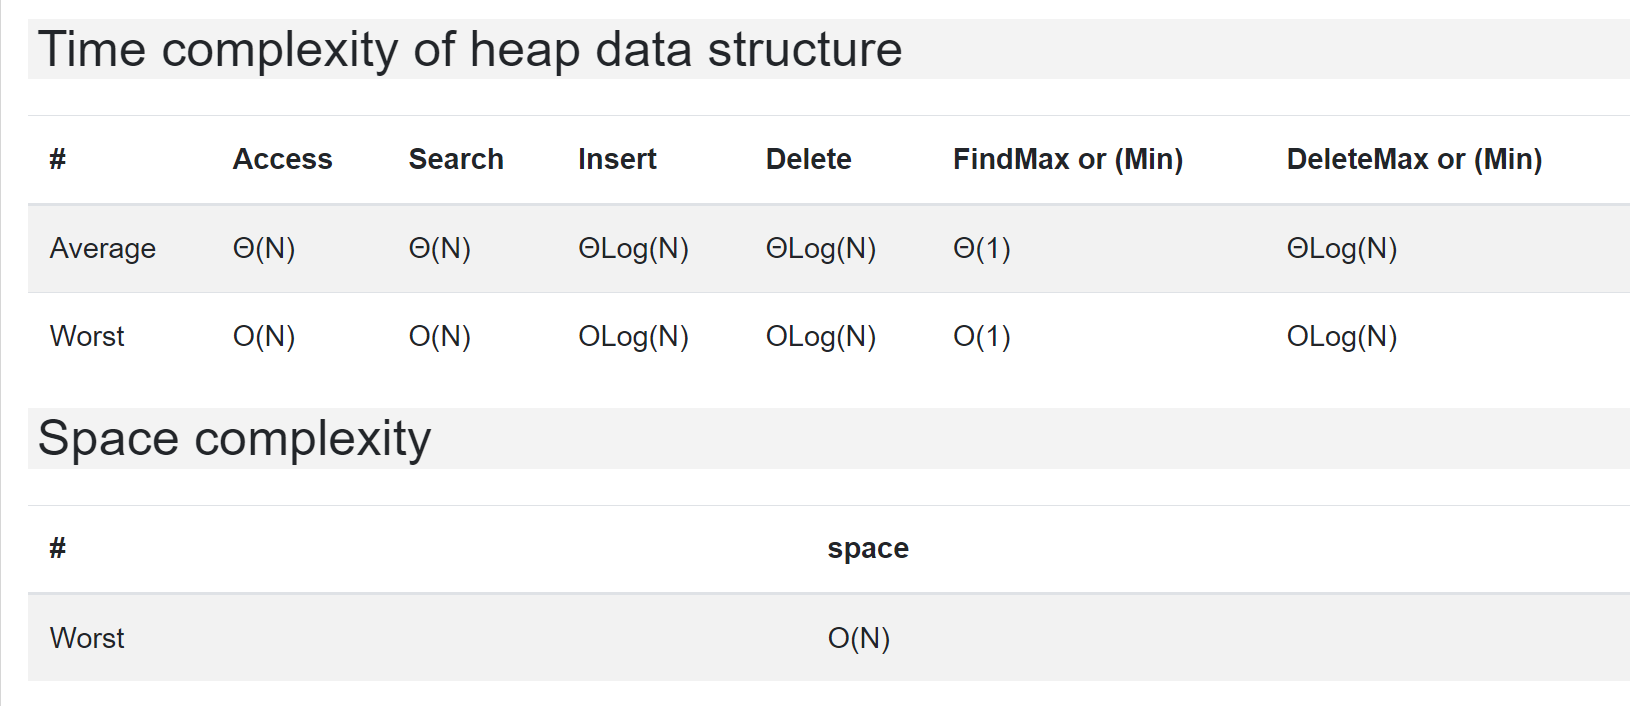 Time complexity of heap data structure
# Access Search Insert Delete FindMax or (Min) DeleteMax or (Min)
Average Θ(N) Θ(N) ΘLog(N) ΘLog(N) Θ(1) ΘLog(N)
Worst O(N) O(N) OLog(N) OLog(N) O(1) OLog(N)
Space complexity
# space
Worst O(N)